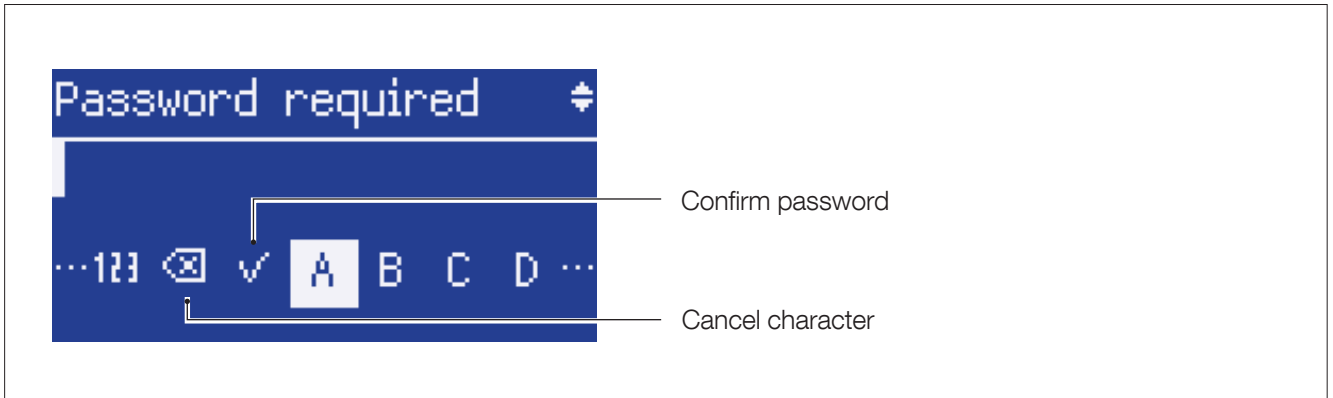 Password required
Confirm password
···123 ✓ A B C D ···
Cancel character